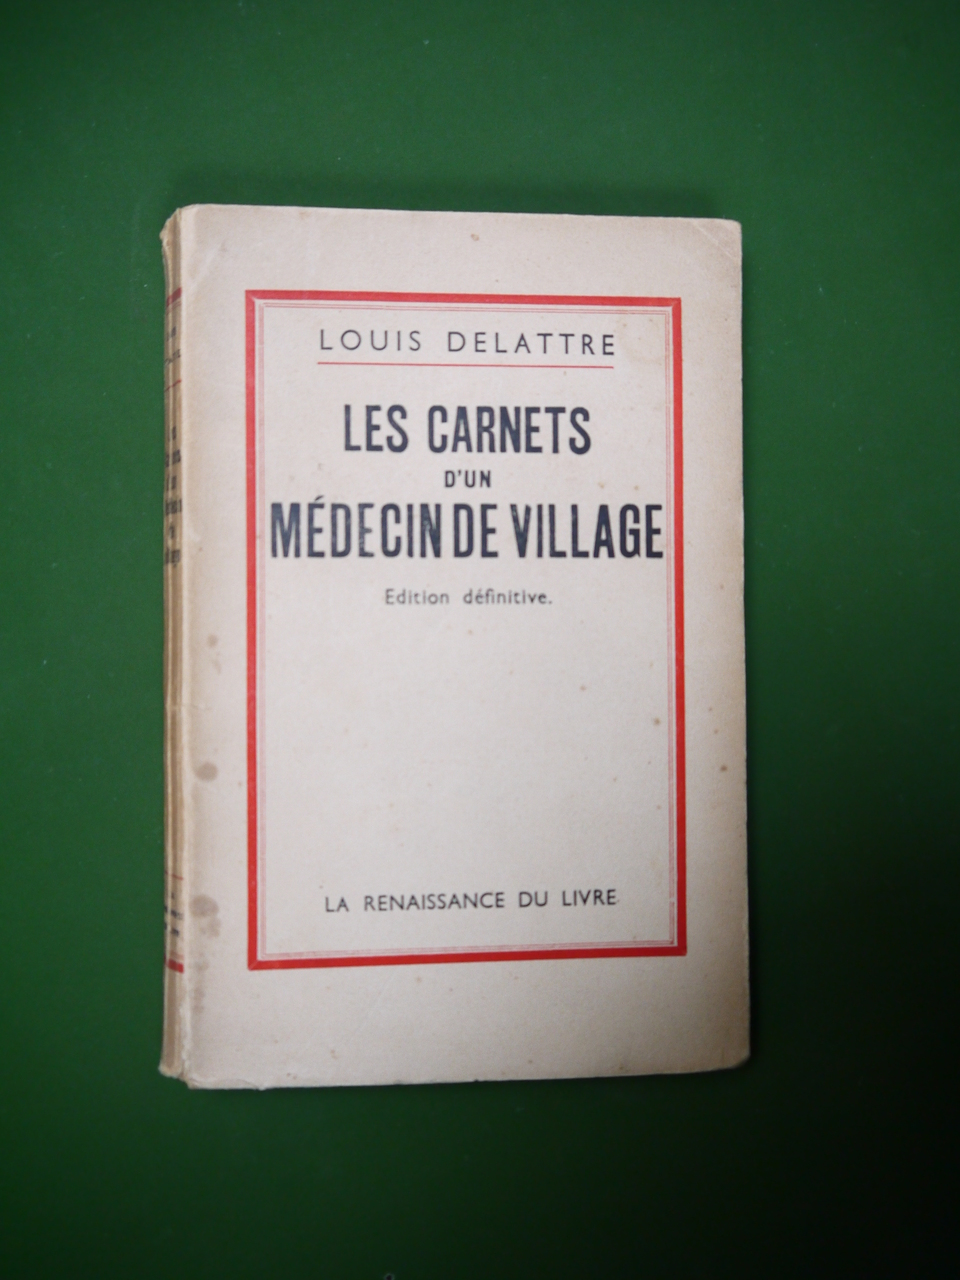 LOUIS DELATTRE
LES CARNETS
D'UN
MÉDECIN DE VILLAGE
Edition définitive.
LA RENAISSANCE DU LIVRE